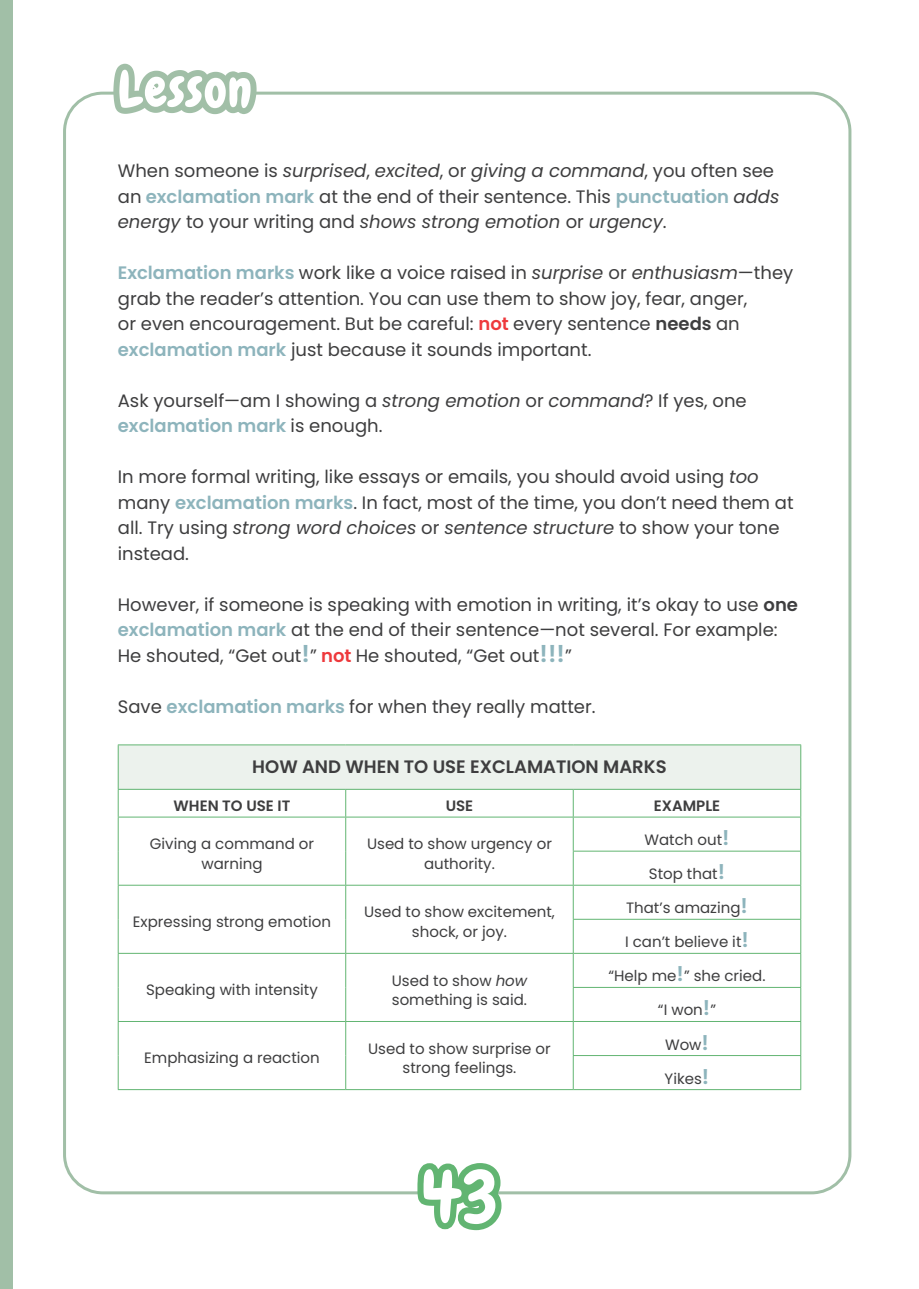 Lesson
When someone is surprised, excited, or giving a command, you often see
an exclamation mark at the end of their sentence. This punctuation adds
energy to your writing and shows strong emotion or urgency.
Exclamation marks work like a voice raised in surprise or enthusiasm—they
grab the reader’s attention. You can use them to show joy, fear, anger,
or even encouragement. But be careful: not every sentence needs an
exclamation mark just because it sounds important.
Ask yourself—am I showing a strong emotion or command? If yes, one
exclamation mark is enough.
In more formal writing, like essays or emails, you should avoid using too
many exclamation marks. In fact, most of the time, you don’t need them at
all. Try using strong word choices or sentence structure to show your tone
instead.
However, if someone is speaking with emotion in writing, it’s okay to use one
exclamation mark at the end of their sentence—not several. For example:
He shouted, “Get out!” not He shouted, “Get out!!!”
Save exclamation marks for when they really matter.
HOW AND WHEN TO USE EXCLAMATION MARKS
WHEN TO USE IT USE EXAMPLE
Giving a command or
warning
Used to show urgency or
authority.
Watch out!
Stop that!
Expressing strong emotion
Used to show excitement,
shock, or joy.
That’s amazing!
I can’t believe it!
Speaking with intensity
Used to show how
something is said.
“Help me!” she cried.
“I won!”
Emphasizing a reaction
Used to show surprise or
strong feelings.
Wow!
Yikes!
43